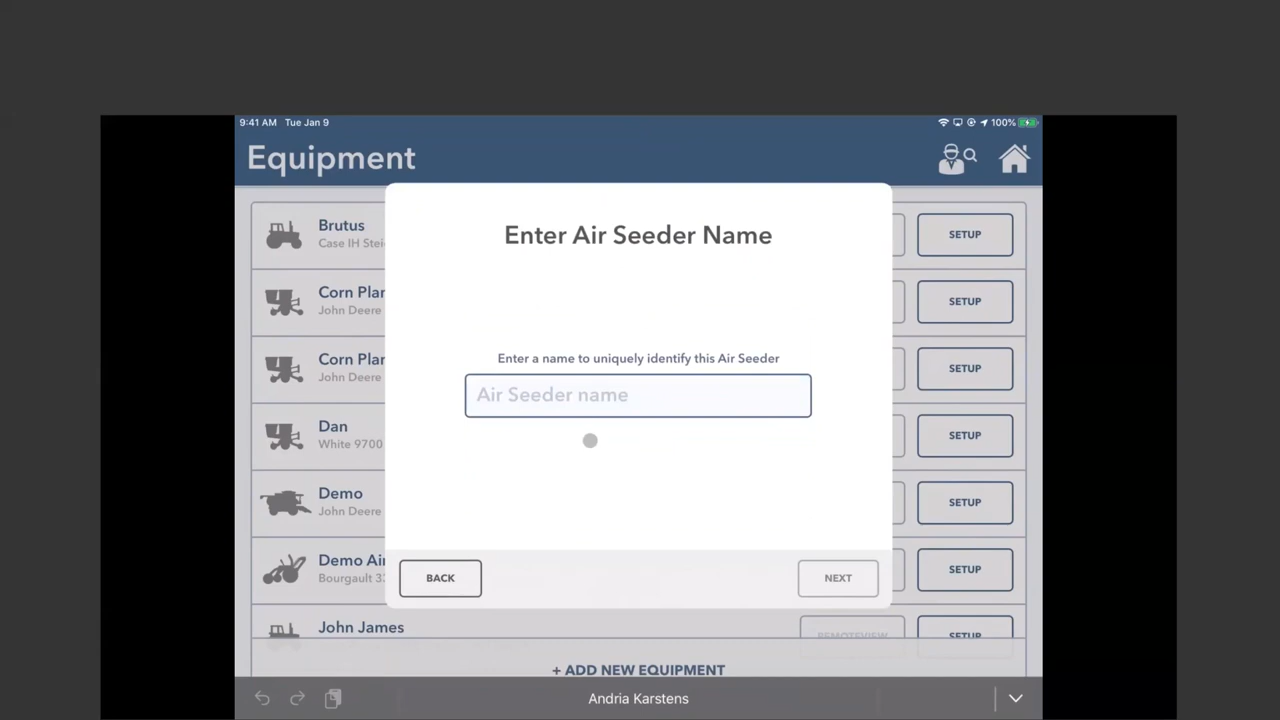 9:41 AM Tue Jan 9
100%
Equipment
Brutus
Case IH Stei
SETUP
Corn Plan
John Deere
SETUP
Corn Plan
John Deere
SETUP
Dan
White 9700
SETUP
Demo
John Deere
SETUP
Demo Air
Bourgault 33
SETUP
John James
REMOTEVIEW
SETUP
+ ADD NEW EQUIPMENT
Enter Air Seeder Name
Enter a name to uniquely identify this Air Seeder
Air Seeder name
BACK
NEXT
Andria Karstens